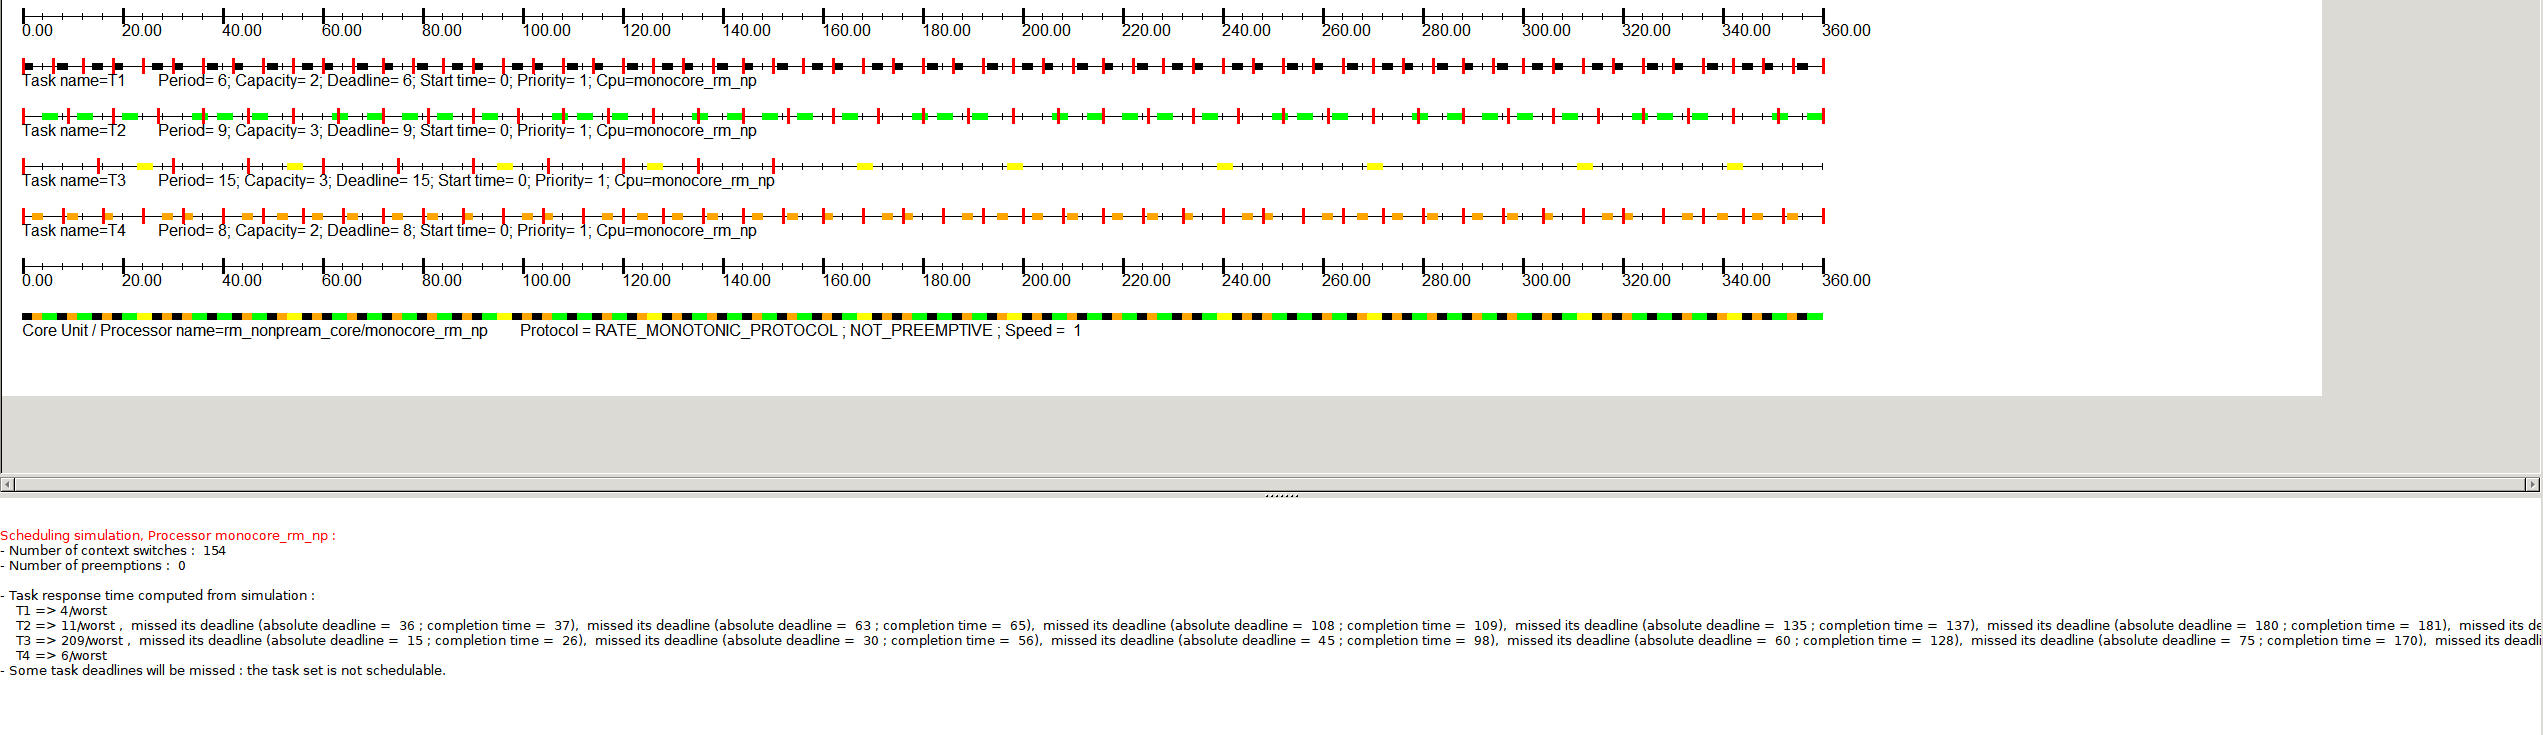 0.00 20.00 40.00 60.00 80.00 100.00 120.00 140.00 160.00 180.00 200.00 220.00 240.00 260.00 280.00 300.00 320.00 340.00 360.00
Task name=T1 Period= 6; Capacity= 2; Deadline= 6; Start time= 0; Priority= 1; Cpu=monocore_rm_np
Task name=T2 Period= 9; Capacity= 3; Deadline= 9; Start time= 0; Priority= 1; Cpu=monocore_rm_np
Task name=T3 Period= 15; Capacity= 3; Deadline= 15; Start time= 0; Priority= 1; Cpu=monocore_rm_np
Task name=T4 Period= 8; Capacity= 2; Deadline= 8; Start time= 0; Priority= 1; Cpu=monocore_rm_np
0.00 20.00 40.00 60.00 80.00 100.00 120.00 140.00 160.00 180.00 200.00 220.00 240.00 260.00 280.00 300.00 320.00 340.00 360.00
Core Unit / Processor name=rm_nonpream_core/monocore_rm_np Protocol = RATE_MONOTONIC_PROTOCOL ; NOT_PREEMPTIVE ; Speed = 1
Scheduling simulation, Processor monocore_rm_np :
- Number of context switches : 154
- Number of preemptions : 0
- Task response time computed from simulation :
T1 => 4/worst
T2 => 11/worst , missed its deadline (absolute deadline = 36 ; completion time = 37), missed its deadline (absolute deadline = 63 ; completion time = 65), missed its deadline (absolute deadline = 108 ; completion time = 109), missed its deadline (absolute deadline = 135 ; completion time = 137), missed its deadline (absolute deadline = 180 ; completion time = 181), missed its de
T3 => 209/worst , missed its deadline (absolute deadline = 15 ; completion time = 26), missed its deadline (absolute deadline = 30 ; completion time = 56), missed its deadline (absolute deadline = 45 ; completion time = 98), missed its deadline (absolute deadline = 60 ; completion time = 128), missed its deadline (absolute deadline = 75 ; completion time = 170), missed its deadli
T4 => 6/worst
- Some task deadlines will be missed : the task set is not schedulable.